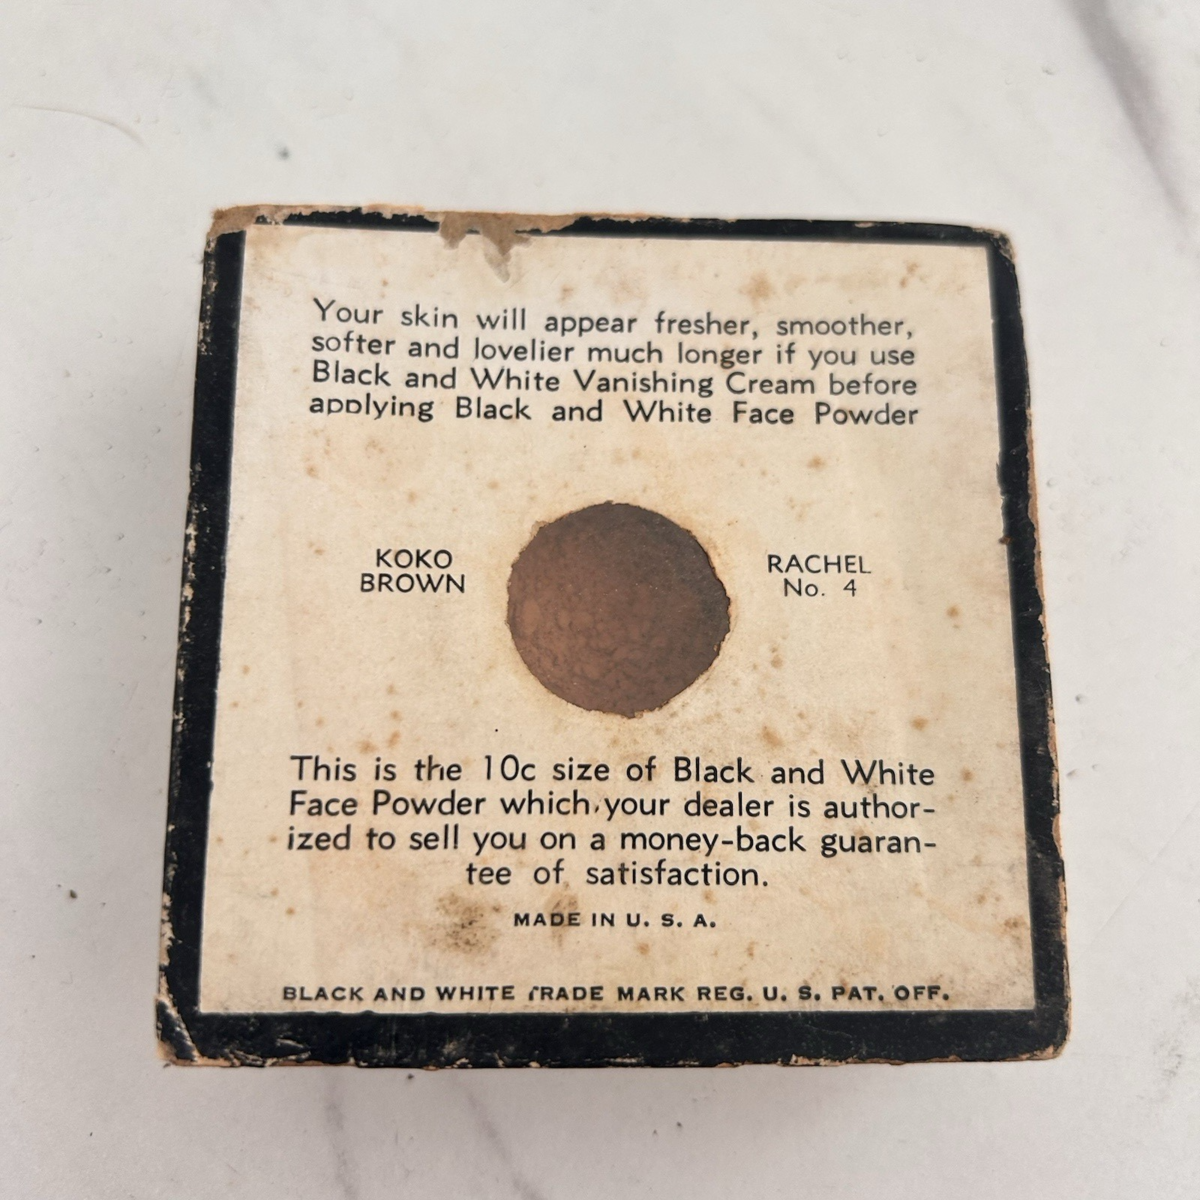 Your skin will appear fresher, smoother,
softer and lovelier much longer if you use
Black and White Vanishing Cream before
applying Black and White Face Powder
KOKO
BROWN
RACHEL
No. 4
This is the 10c size of Black and White
Face Powder which your dealer is author-
ized to sell you on a money-back guaran-
tee of satisfaction.
MADE IN U. S. A.
BLACK AND WHITE TRADE MARK REG. U. S. PAT. OFF.